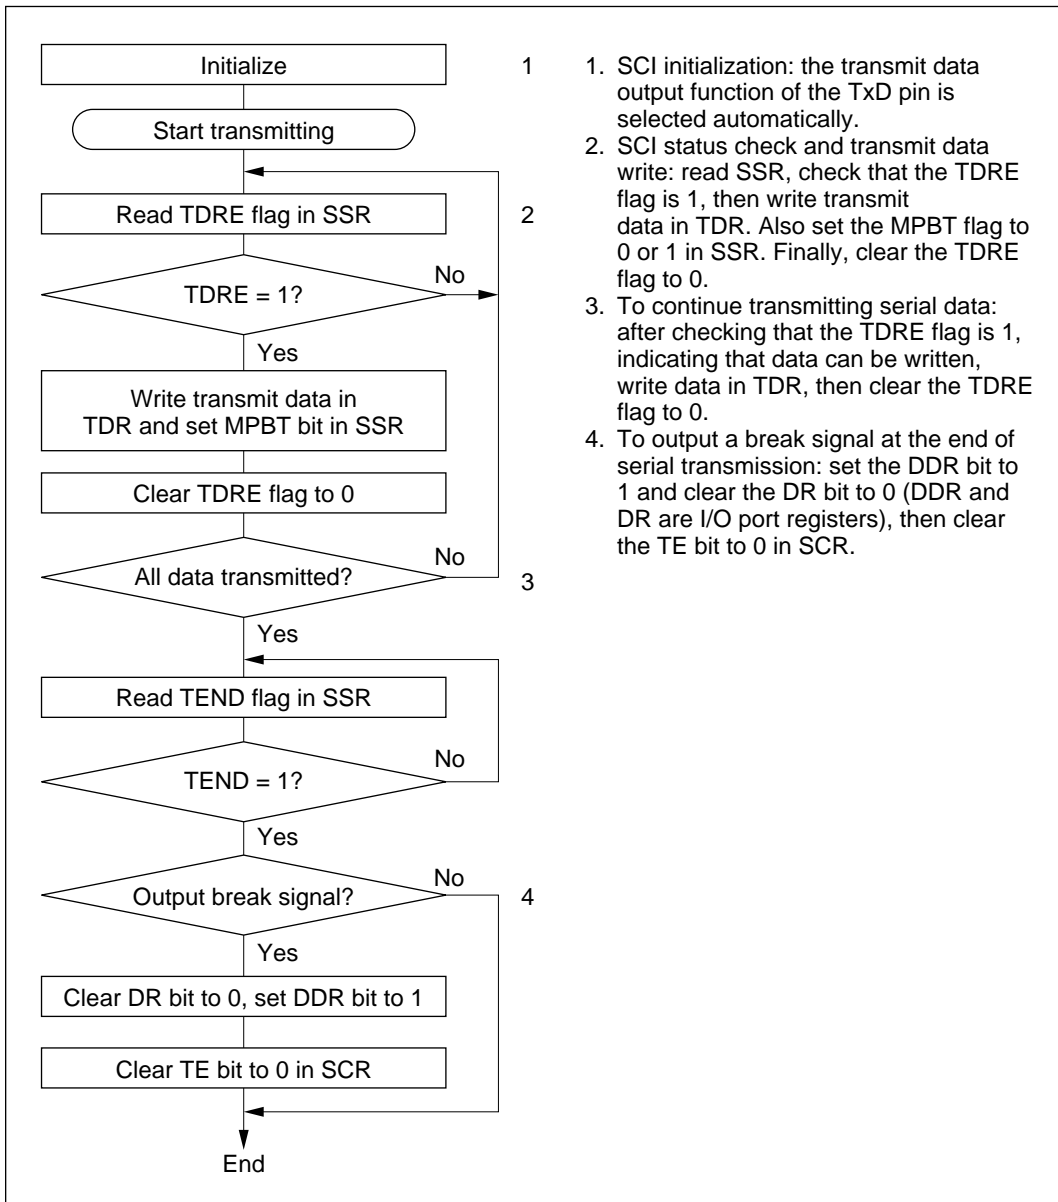 Initialize
1
Start transmitting
Read TDRE flag in SSR
2
TDRE = 1?
No
Yes
Write transmit data in
TDR and set MPBT bit in SSR
Clear TDRE flag to 0
All data transmitted?
No
3
Yes
Read TEND flag in SSR
TEND = 1?
No
Yes
Output break signal?
No
4
Yes
Clear DR bit to 0, set DDR bit to 1
Clear TE bit to 0 in SCR
End
1. SCI initialization: the transmit data
output function of the TxD pin is
selected automatically.
2. SCI status check and transmit data
write: read SSR, check that the TDRE
flag is 1, then write transmit
data in TDR. Also set the MPBT flag to
0 or 1 in SSR. Finally, clear the TDRE
flag to 0.
3. To continue transmitting serial data:
after checking that the TDRE flag is 1,
indicating that data can be written,
write data in TDR, then clear the TDRE
flag to 0.
4. To output a break signal at the end of
serial transmission: set the DDR bit to
1 and clear the DR bit to 0 (DDR and
DR are I/O port registers), then clear
the TE bit to 0 in SCR.